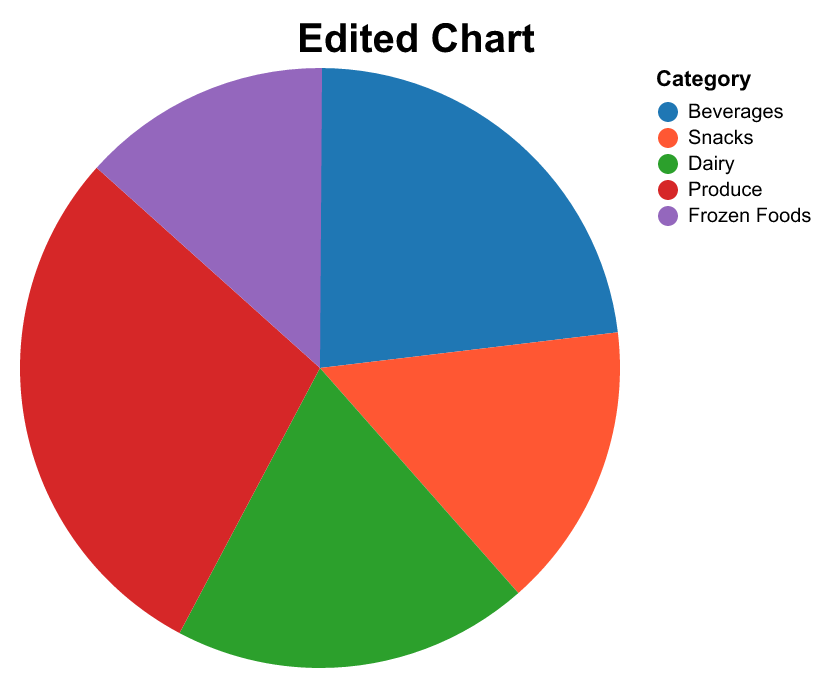 Edited Chart
Category
Beverages
Snacks
Dairy
Produce
Frozen Foods